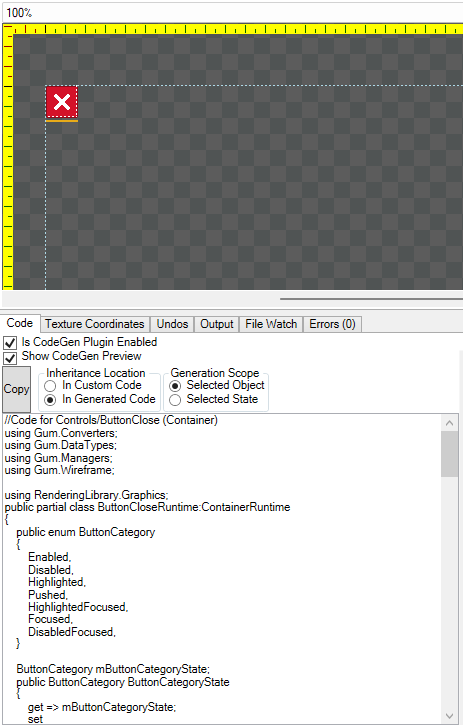 100%
Code Texture Coordinates Undos Output File Watch Errors (0)
Is CodeGen Plugin Enabled
Show CodeGen Preview
Copy
Inheritance Location
In Custom Code
In Generated Code
Generation Scope
Selected Object
Selected State
//Code for Controls/ButtonClose (Container)
using Gum.Converters;
using Gum.DataTypes;
using Gum.Managers;
using Gum.Wireframe;

using RenderingLibrary.Graphics;
public partial class ButtonCloseRuntime:ContainerRuntime
{
    public enum ButtonCategory
    {
        Enabled,
        Disabled,
        Highlighted,
        Pushed,
        HighlightedFocused,
        Focused,
        DisabledFocused,
    }

    ButtonCategory mButtonCategoryState;
    public ButtonCategory ButtonCategoryState
    {
        get => mButtonCategoryState;
        set